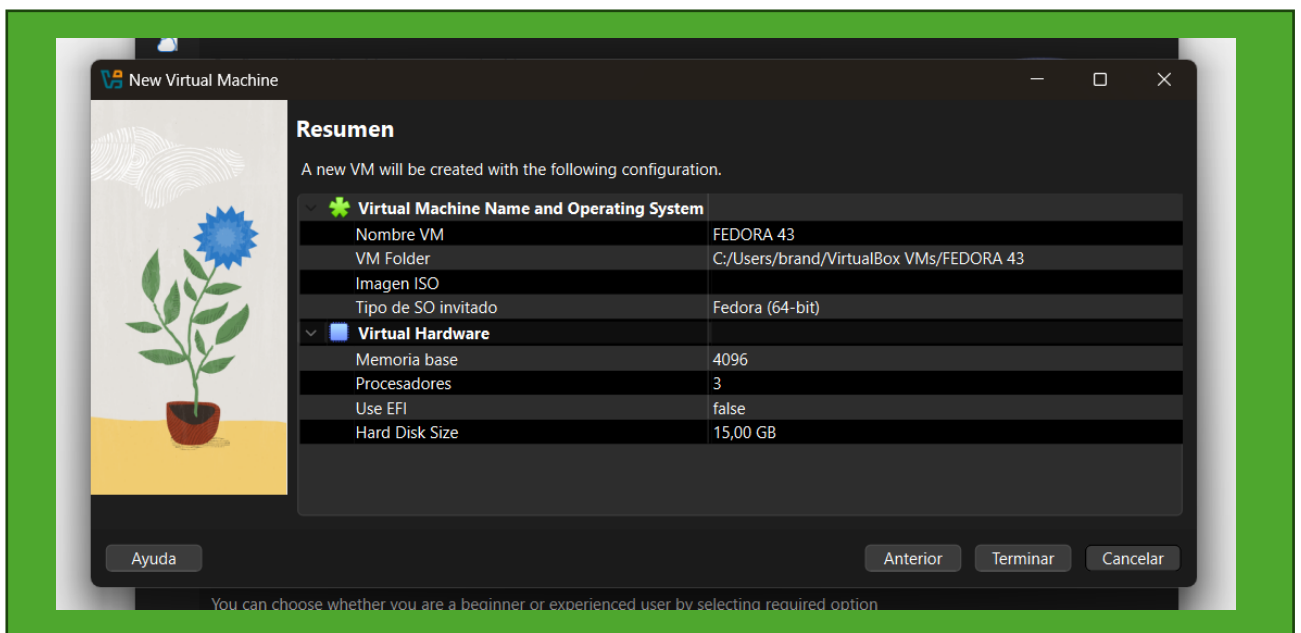 New Virtual Machine
Resumen
A new VM will be created with the following configuration.
Virtual Machine Name and Operating System
Nombre VM FEDORA 43
VM Folder C:/Users/brand/VirtualBox VMs/FEDORA 43
Imagen ISO
Tipo de SO invitado Fedora (64-bit)
Virtual Hardware
Memoria base 4096
Procesadores 3
Use EFI false
Hard Disk Size 15,00 GB
Ayuda Anterior Terminar Cancelar
You can choose whether you are a beginner or experienced user by selecting required option